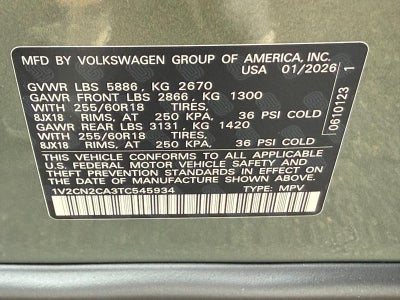 MFD BY VOLKSWAGEN GROUP OF AMERICA, INC.
USA 01/2026
GVWR LBS 5886, KG 2670
GAWR FRONT LBS 2866, KG 1300
WITH 255/60R18 TIRES,
8JX18 RIMS, AT 250 KPA, 36 PSI COLD
GAWR REAR LBS 3131, KG 1420
WITH 255/60R18 TIRES,
8JX18 RIMS, AT 250 KPA, 36 PSI COLD
THIS VEHICLE CONFORMS TO ALL APPLICABLE
U.S. FEDERAL MOTOR VEHICLE SAFETY AND
THEFT PREVENTION STANDARDS IN EFFECT ON
THE DATE OF MANUFACTURE SHOWN ABOVE.
1V2CN2CA3TC545934 TYPE: MPV
0610123 1